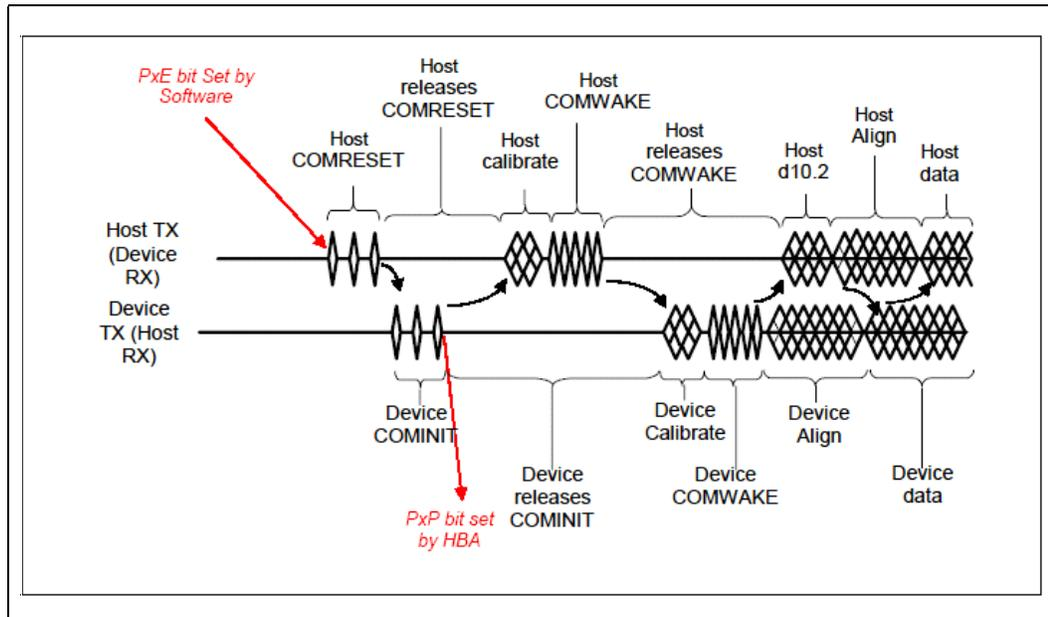 PxE bit Set by
Software
Host
releases
COMRESET
Host
COMWAKE
Host
COMRESET
Host
calibrate
Host
releases
COMWAKE
Host
d10.2
Host
Align
Host
data
Host TX
(Device
RX)
Device
TX (Host
RX)
Device
COMINIT
Device
releases
COMINIT
Device
Calibrate
Device
COMWAKE
Device
Align
Device
data
PxP bit set
by HBA